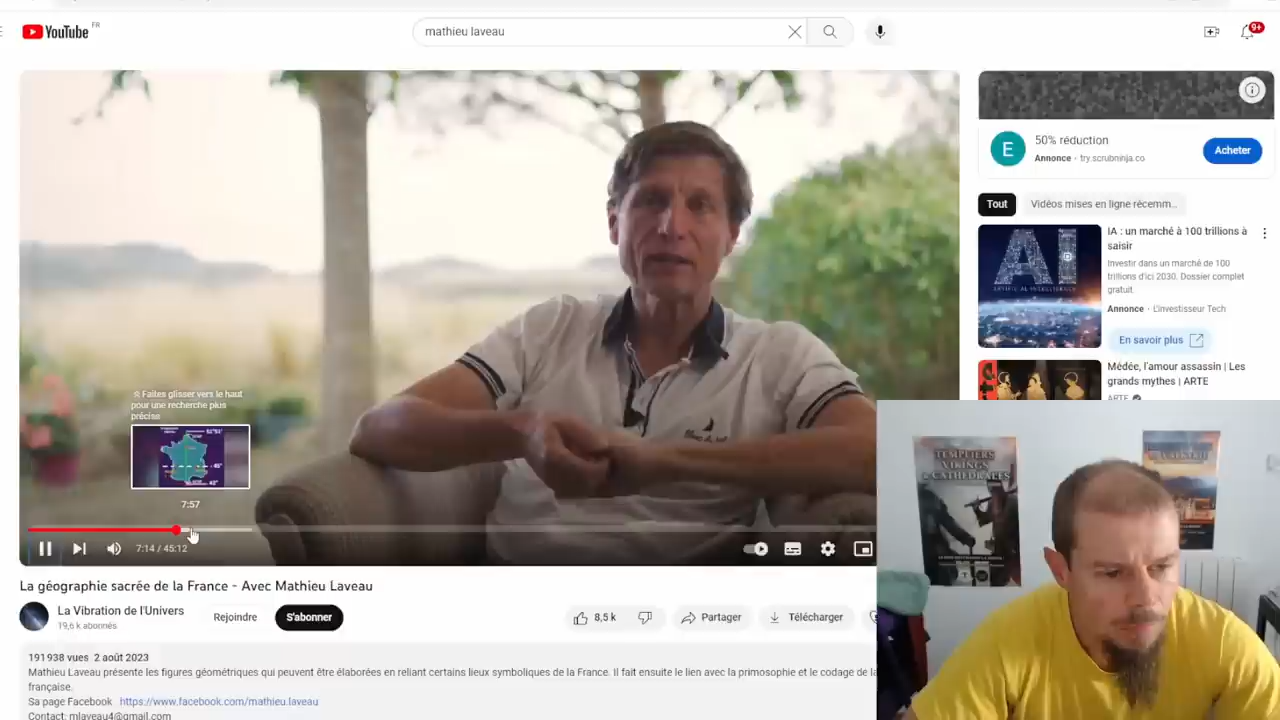 YouTube FR
mathieu laveau
9+
50% réduction
E
Annonce · try.scrubninja.co
Acheter
Tout
Vidéos mises en ligne récemm...
IA : un marché à 100 trillions à
saisir
Investir dans un marché de 100
trillions d'ici 2030. Dossier complet
gratuit
Annonce · L'investisseur Tech
En savoir plus
AI
Médée, l'amour assassin | Les
grands mythes | ARTE
ARTE
Faites glisser vers le haut
pour une recherche plus
précise
7:57
7:14 / 45:12
TEMPLIERS
VIKINGS
& CATHÉDRALES
La géographie sacrée de la France - Avec Mathieu Laveau
La Vibration de l'Univers
19,6 k abonnés
Rejoindre
S'abonner
8,5 k
Partager
Télécharger
191 938 vues 2 août 2023
Mathieu Laveau présente les figures géométriques qui peuvent être élaborées en reliant certains lieux symboliques de la France. Il fait ensuite le lien avec la primosophie et le codage de la
française.
Sa page Facebook https://www.facebook.com/mathieu.laveau
Contact: mlaveau4@gmail.com